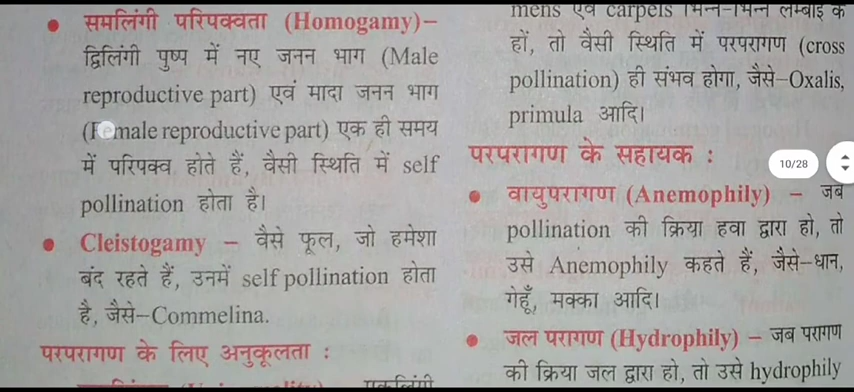 समलिंगी परिपक्वता (Homogamy)–
द्विलिंगी पुष्प में नए जनन भाग (Male
reproductive part) एवं मादा जनन भाग
(Female reproductive part) एक ही समय
में परिपक्व होते हैं, वैसी स्थिति में self
pollination होता है।
Cleistogamy – वैसे फूल, जो हमेशा
बंद रहते हैं, उनमें self pollination होता
है, जैसे–Commelina.
परपरागण के लिए अनुकूलता :
एकलिंगी
mens एवं carpels भिन्न-भिन्न लम्बाई के
हों, तो वैसी स्थिति में परपरागण (cross
pollination) ही संभव होगा, जैसे–Oxalis,
primula आदि।
परपरागण के सहायक :
10/28
वायुपरागण (Anemophily) – जब
pollination की क्रिया हवा द्वारा हो, तो
उसे Anemophily कहते हैं, जैसे–धान,
गेहूँ, मक्का आदि।
जल परागण (Hydrophily) – जब परागण
की क्रिया जल द्वारा हो, तो उसे hydrophily